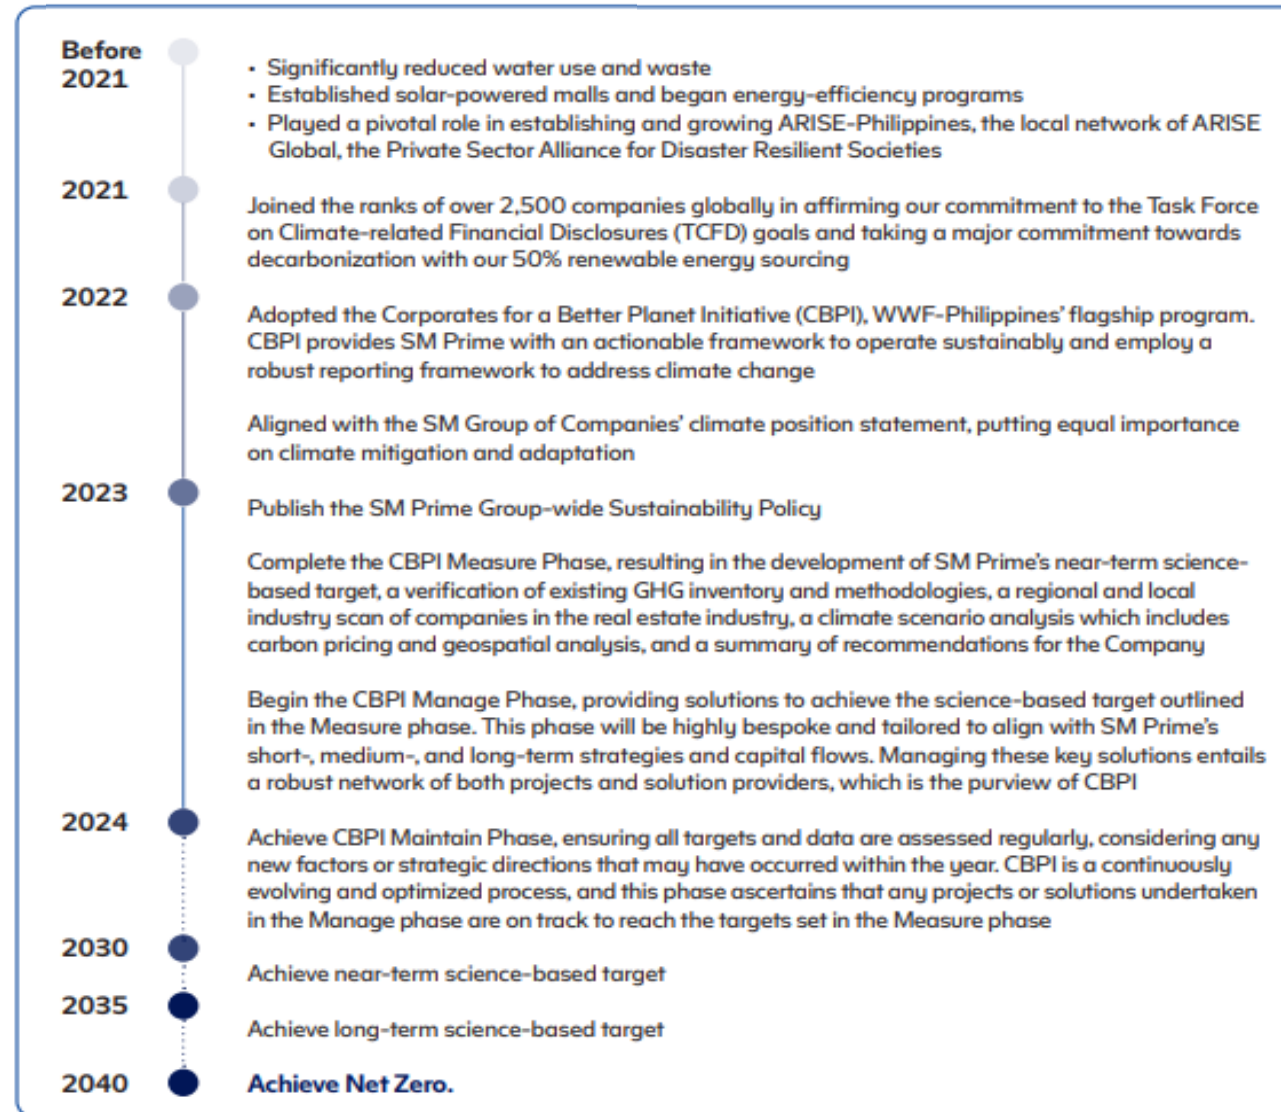 Before
2021
• Significantly reduced water use and waste
• Established solar-powered malls and began energy-efficiency programs
• Played a pivotal role in establishing and growing ARISE-Philippines, the local network of ARISE
Global, the Private Sector Alliance for Disaster Resilient Societies
2021
Joined the ranks of over 2,500 companies globally in affirming our commitment to the Task Force
on Climate-related Financial Disclosures (TCFD) goals and taking a major commitment towards
decarbonization with our 50% renewable energy sourcing
2022
Adopted the Corporates for a Better Planet Initiative (CBPI), WWF-Philippines' flagship program.
CBPI provides SM Prime with an actionable framework to operate sustainably and employ a
robust reporting framework to address climate change
Aligned with the SM Group of Companies' climate position statement, putting equal importance
on climate mitigation and adaptation
2023
Publish the SM Prime Group-wide Sustainability Policy
Complete the CBPI Measure Phase, resulting in the development of SM Prime's near-term science-
based target, a verification of existing GHG inventory and methodologies, a regional and local
industry scan of companies in the real estate industry, a climate scenario analysis which includes
carbon pricing and geospatial analysis, and a summary of recommendations for the Company
Begin the CBPI Manage Phase, providing solutions to achieve the science-based target outlined
in the Measure phase. This phase will be highly bespoke and tailored to align with SM Prime's
short-, medium-, and long-term strategies and capital flows. Managing these key solutions entails
a robust network of both projects and solution providers, which is the purview of CBPI
2024
Achieve CBPI Maintain Phase, ensuring all targets and data are assessed regularly, considering any
new factors or strategic directions that may have occurred within the year. CBPI is a continuously
evolving and optimized process, and this phase ascertains that any projects or solutions undertaken
in the Manage phase are on track to reach the targets set in the Measure phase
2030
Achieve near-term science-based target
2035
Achieve long-term science-based target
2040
Achieve Net Zero.